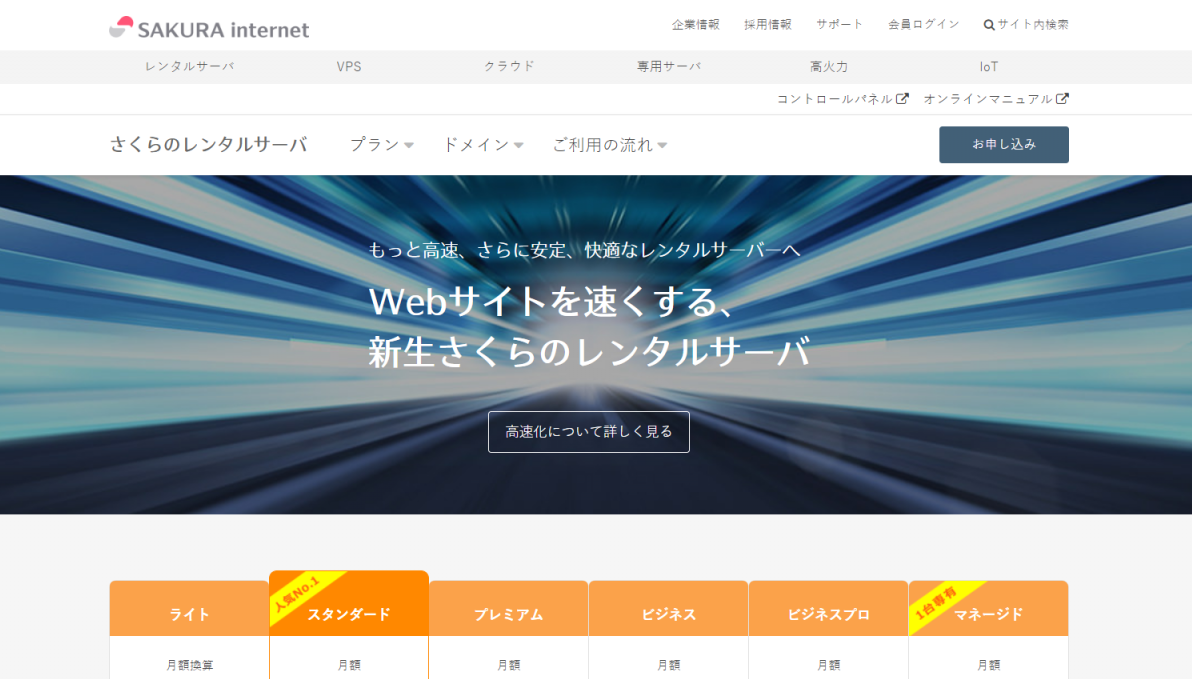 SAKURA internet
企業情報 採用情報 サポート 会員ログイン サイト内検索
レンタルサーバ VPS クラウド 専用サーバ 高火力 IoT
コントロールパネル オンラインマニュアル
さくらのレンタルサーバ プラン ドメイン ご利用の流れ お申し込み
もっと高速、さらに安定、快適なレンタルサーバーへ
Webサイトを速くする、
新生さくらのレンタルサーバ
高速化について詳しく見る
人気No.1 1台専有
ライト スタンダード プレミアム ビジネス ビジネスプロ マネージド
月額換算 月額 月額 月額 月額 月額